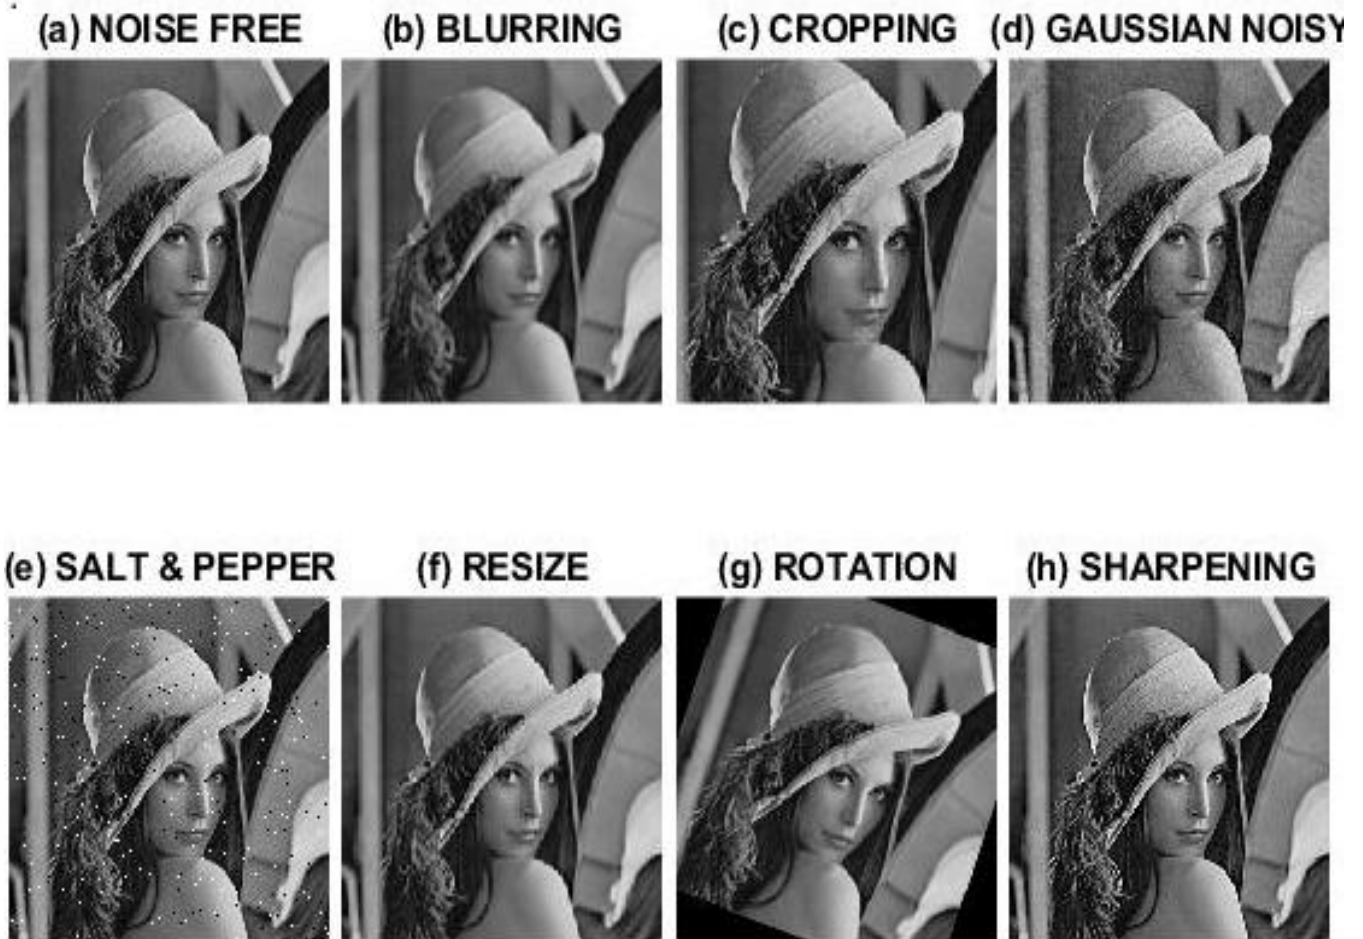 (a) NOISE FREE
(b) BLURRING
(c) CROPPING
(d) GAUSSIAN NOISY
(e) SALT & PEPPER
(f) RESIZE
(g) ROTATION
(h) SHARPENING